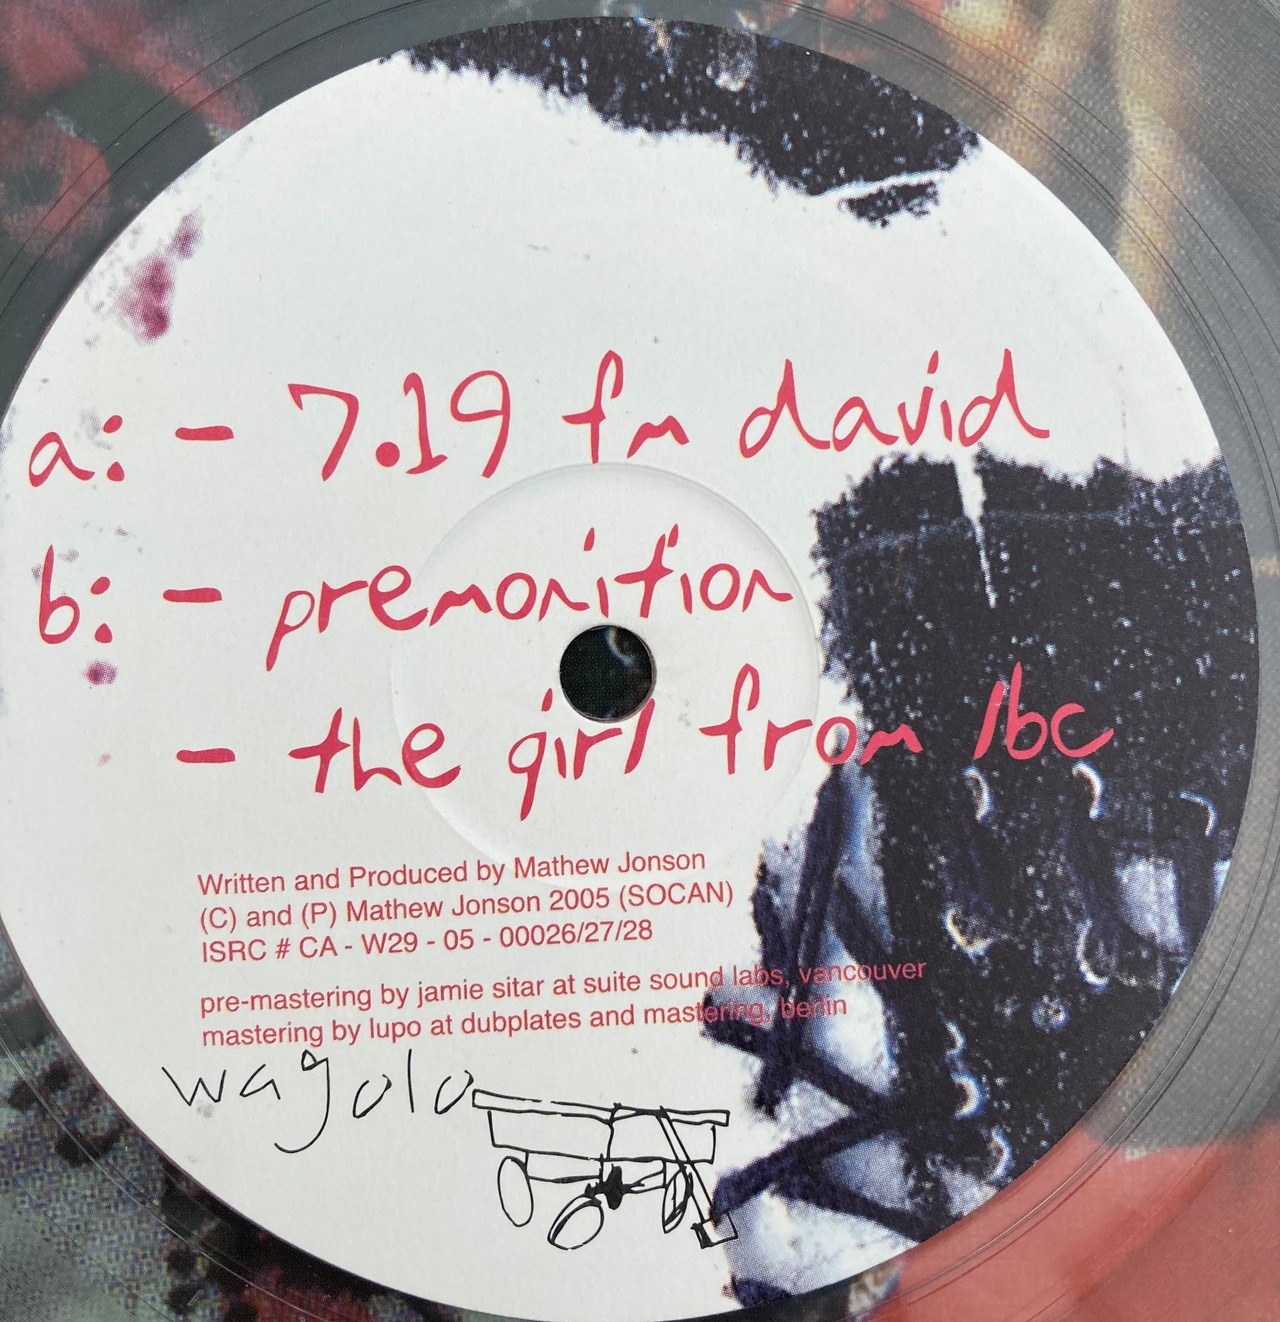 a: - 7.19 fm david
b: - premonition
- the girl from lbc
Written and Produced by Mathew Jonson
(C) and (P) Mathew Jonson 2005 (SOCAN)
ISRC # CA - W29 - 05 - 00026/27/28
pre-mastering by jamie sitar at suite sound labs, vancouver
mastering by lupo at dubplates and mastering, berlin
wagolo